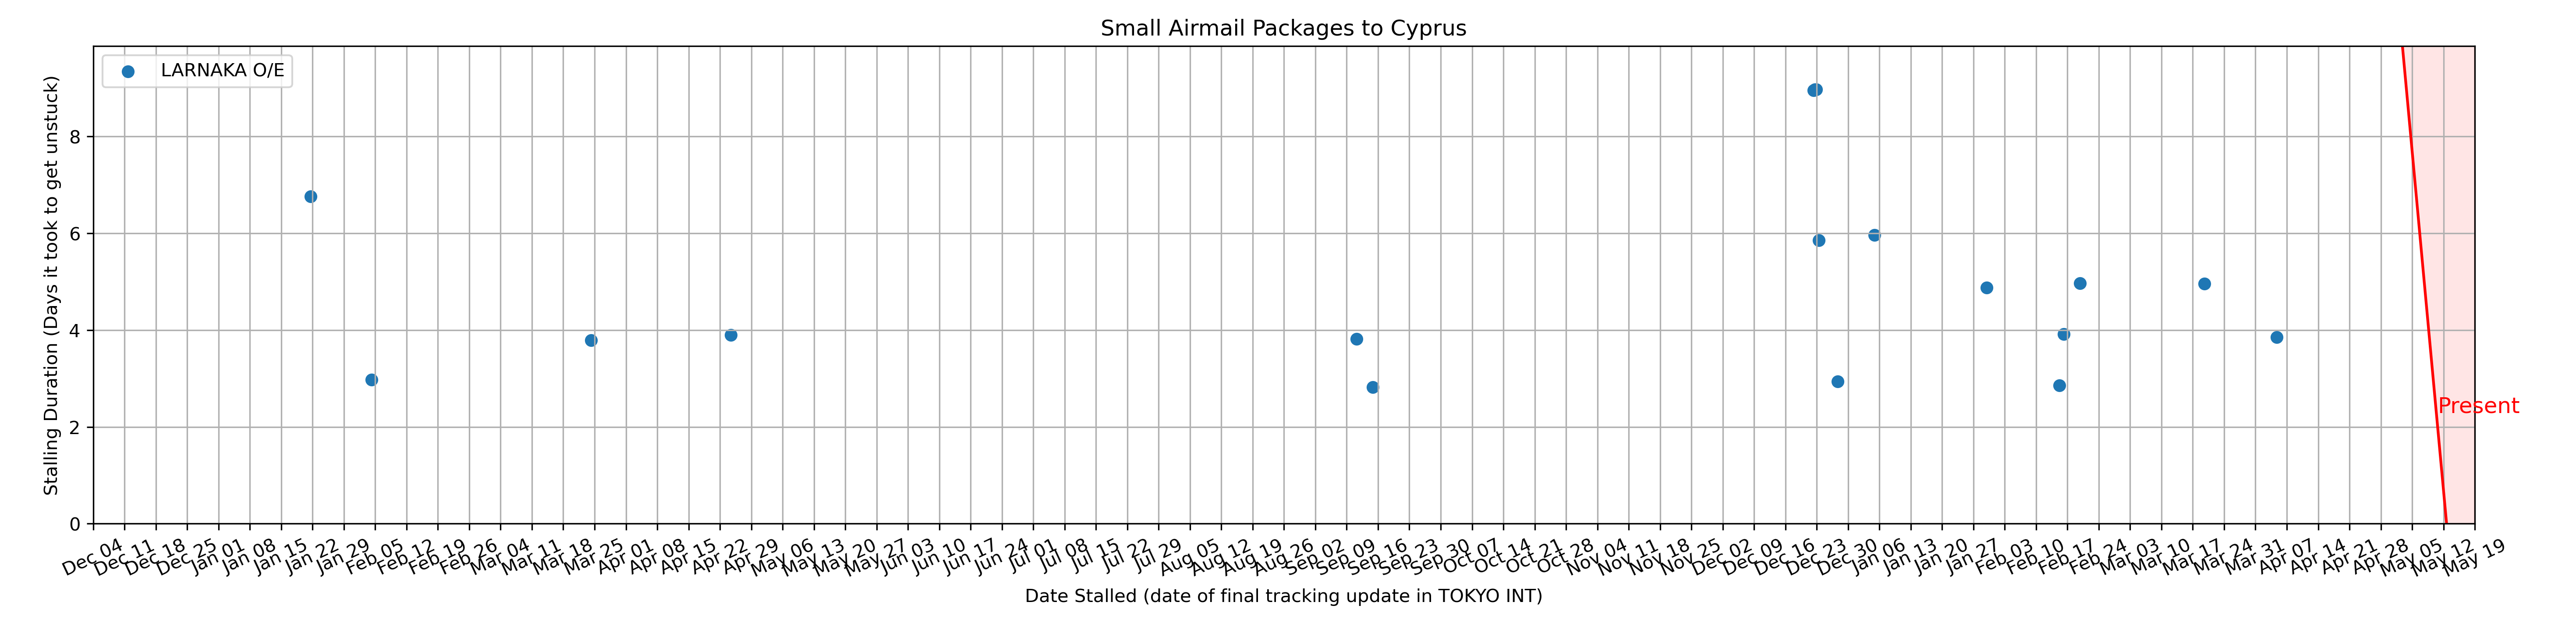 Small Airmail Packages to Cyprus
LARNAKA O/E
Stalling Duration (Days it took to get unstuck)
8
6
4
2
0
Present
Dec 04 Dec 11 Dec 18 Dec 25 Jan 01 Jan 08 Jan 15 Jan 22 Jan 29 Feb 05 Feb 12 Feb 19 Feb 26 Mar 04 Mar 11 Mar 18 Mar 25 Apr 01 Apr 08 Apr 15 Apr 22 Apr 29 May 06 May 13 May 20 May 27 Jun 03 Jun 10 Jun 17 Jun 24 Jul 01 Jul 08 Jul 15 Jul 22 Jul 29 Aug 05 Aug 12 Aug 19 Aug 26 Sep 02 Sep 09 Sep 16 Sep 23 Sep 30 Oct 07 Oct 14 Oct 21 Oct 28 Nov 04 Nov 11 Nov 18 Nov 25 Dec 02 Dec 09 Dec 16 Dec 23 Dec 30 Jan 06 Jan 13 Jan 20 Jan 27 Feb 03 Feb 10 Feb 17 Feb 24 Mar 03 Mar 10 Mar 17 Mar 24 Mar 31 Apr 07 Apr 14 Apr 21 Apr 28 May 05 May 12 May 19
Date Stalled (date of final tracking update in TOKYO INT)